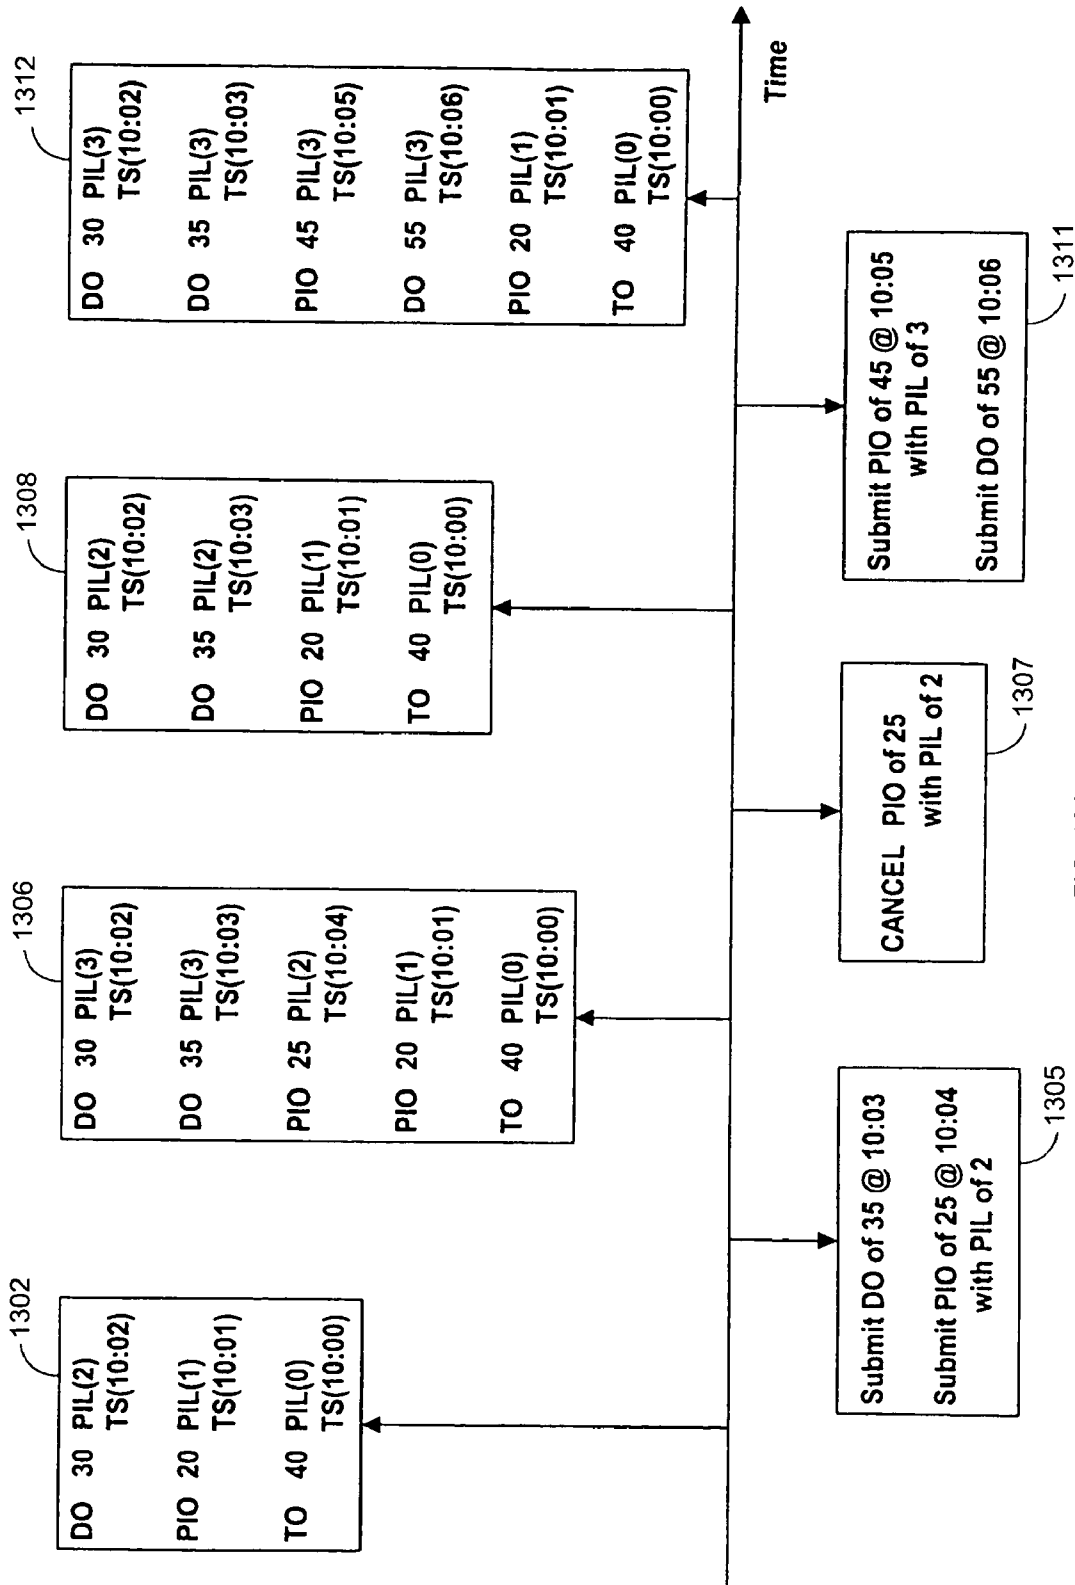 1302
DO 30 PIL(2)
TS(10:02)
PIO 20 PIL(1)
TS(10:01)
TO 40 PIL(0)
TS(10:00)
1305
Submit DO of 35 @ 10:03
Submit PIO of 25 @ 10:04
with PIL of 2
1306
DO 30 PIL(3)
TS(10:02)
DO 35 PIL(3)
TS(10:03)
PIO 25 PIL(2)
TS(10:04)
PIO 20 PIL(1)
TS(10:01)
TO 40 PIL(0)
TS(10:00)
1307
CANCEL PIO of 25
with PIL of 2
1308
DO 30 PIL(2)
TS(10:02)
DO 35 PIL(2)
TS(10:03)
PIO 20 PIL(1)
TS(10:01)
TO 40 PIL(0)
TS(10:00)
1311
Submit PIO of 45 @ 10:05
with PIL of 3
Submit DO of 55 @ 10:06
1312
DO 30 PIL(3)
TS(10:02)
DO 35 PIL(3)
TS(10:03)
PIO 45 PIL(3)
TS(10:05)
DO 55 PIL(3)
TS(10:06)
PIO 20 PIL(1)
TS(10:01)
TO 40 PIL(0)
TS(10:00)
Time